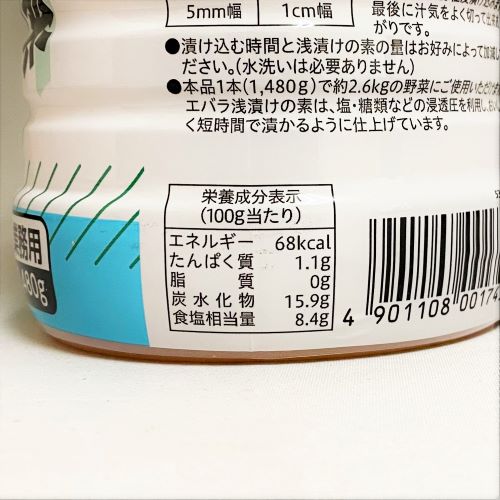 5mm幅
1cm幅
最後に汁気をよく切って
がりです。
●漬け込む時間と浅漬けの素の量はお好みによって加減し
ださい。(水洗いは必要ありません)
●本品1本(1,480g)で約2.6kgの野菜にご使用いただけ
エバラ浅漬けの素は、塩・糖類などの浸透圧を利用し、
く短時間で漬かるように仕上げています。
栄養成分表示
(100g当たり)
エネルギー 68kcal
たんぱく質 1.1g
脂質 0g
炭水化物 15.9g
食塩相当量 8.4g
務用
480g
4 901108 00174